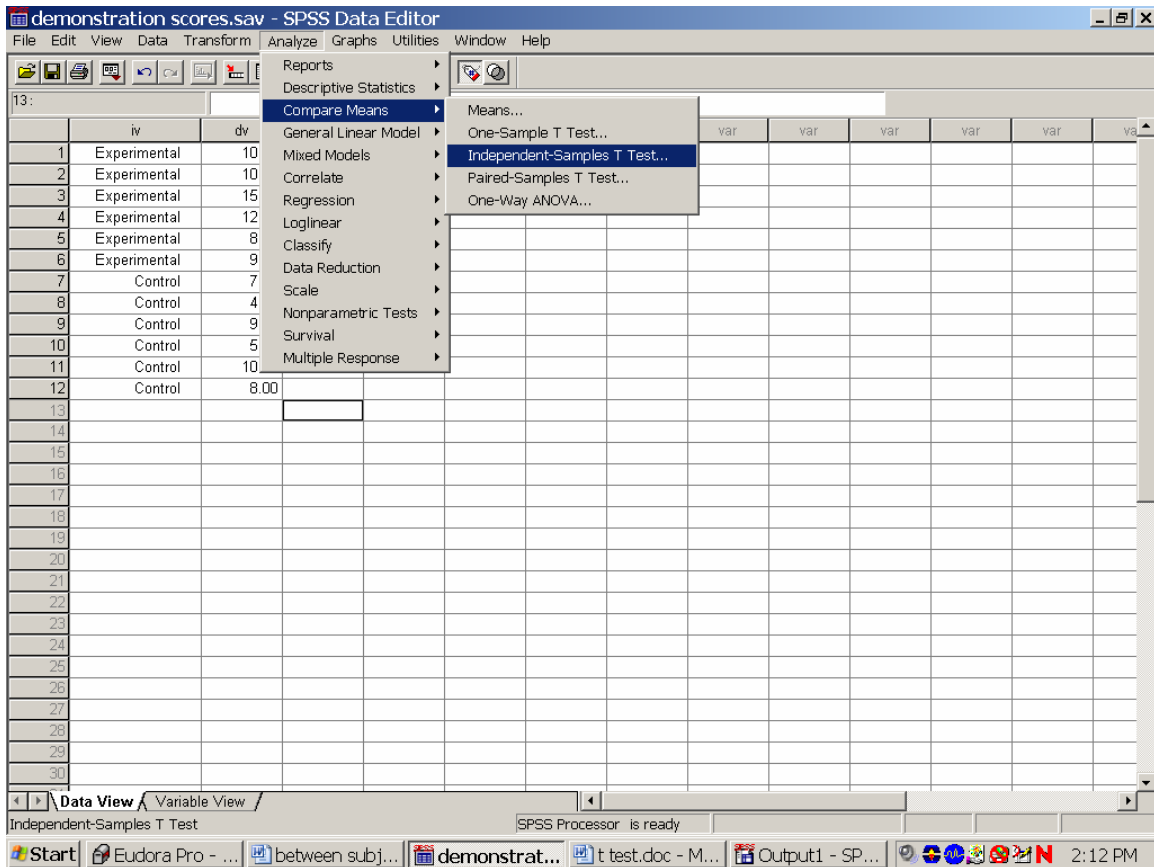 demonstration scores.sav - SPSS Data Editor
File Edit View Data Transform Analyze Graphs Utilities Window Help
13:
Reports
Descriptive Statistics
Compare Means
General Linear Model
Mixed Models
Correlate
Regression
Loglinear
Classify
Data Reduction
Scale
Nonparametric Tests
Survival
Multiple Response
Means...
One-Sample T Test...
Independent-Samples T Test...
Paired-Samples T Test...
One-Way ANOVA...
iv dv var var var var var va
1 Experimental 10
2 Experimental 10
3 Experimental 15
4 Experimental 12
5 Experimental 8
6 Experimental 9
7 Control 7
8 Control 4
9 Control 9
10 Control 5
11 Control 10
12 Control 8.00
13
14
15
16
17
18
19
20
21
22
23
24
25
26
27
28
29
30
Data View Variable View
Independent-Samples T Test SPSS Processor is ready
Start Eudora Pro - ... between subj... demonstrat... t test.doc - M... Output1 - SP... N 2:12 PM